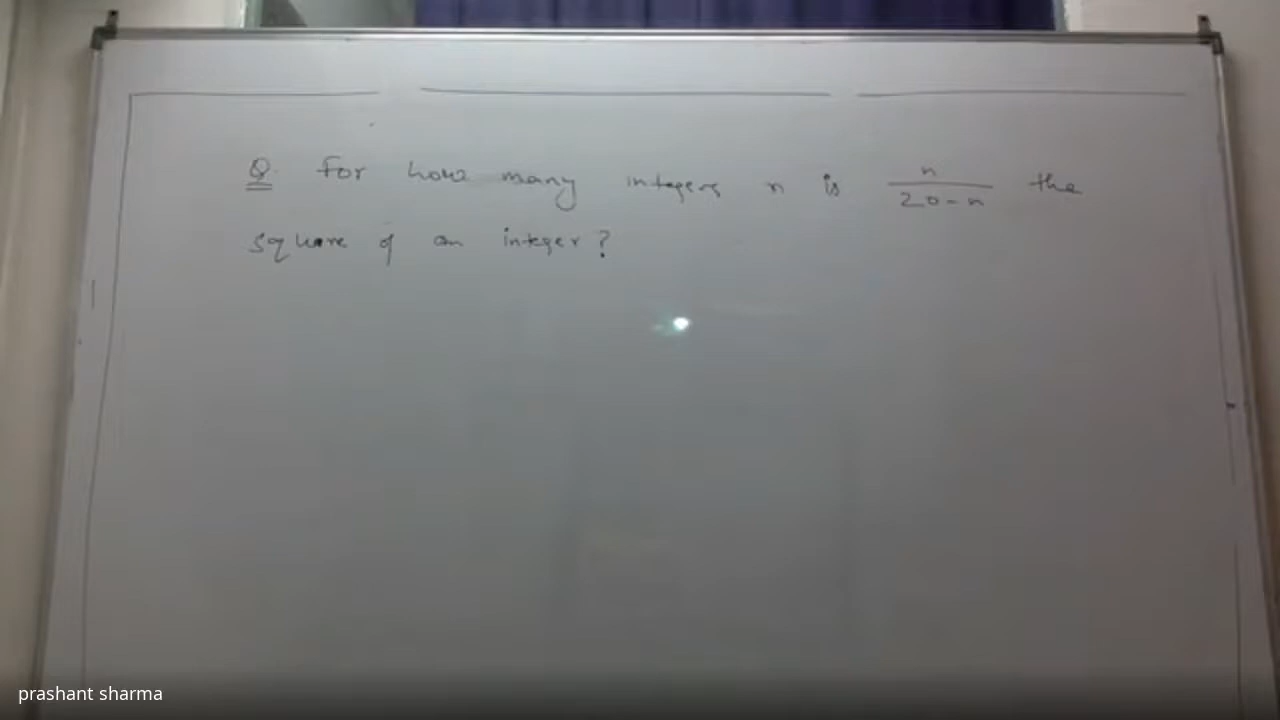 Q. For how many integers n is n/(20-n) the
square of an integer?
prashant sharma